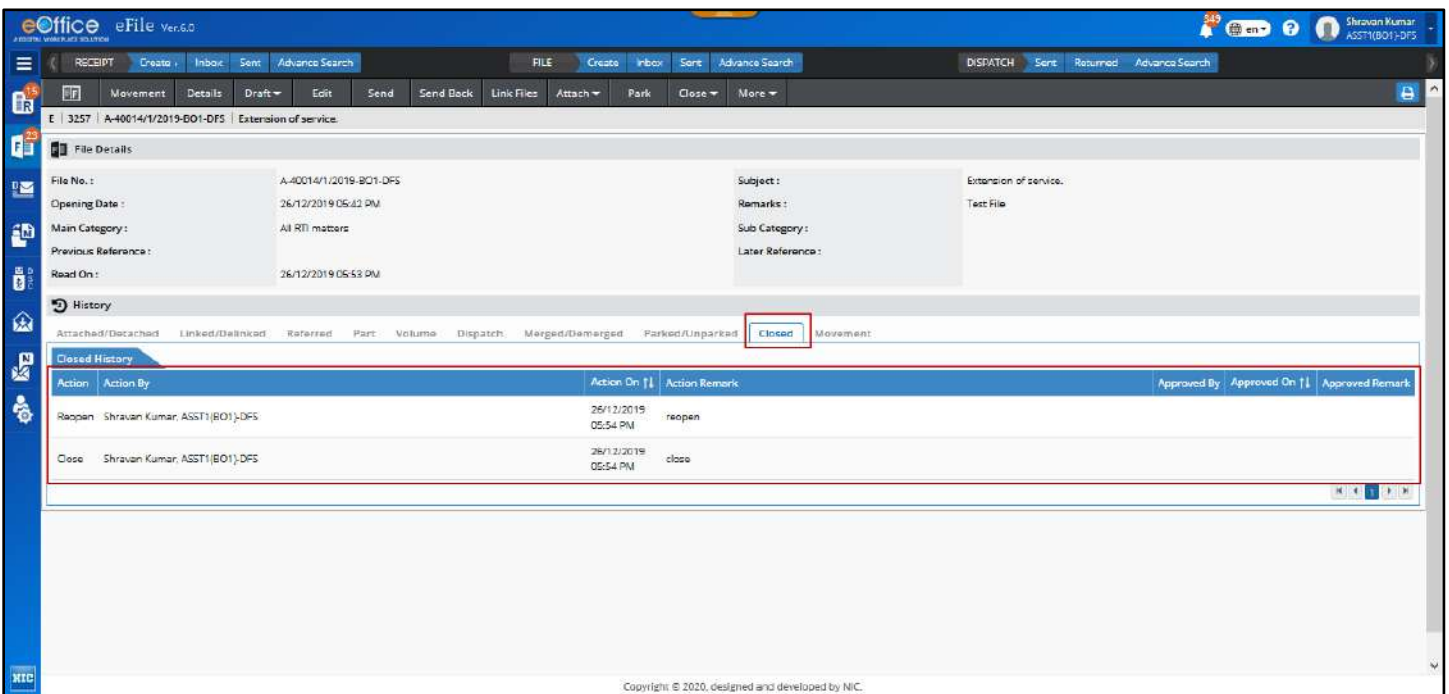 eOffice eFile Ver.6.0
A DIGITAL WORKPLACE SOLUTION
349
en
?
Shravan Kumar
ASST1(BO1)-DFS
RECEIPT Create Inbox Sent Advance Search
FILE Create Inbox Sent Advance Search
DISPATCH Sent Returned Advance Search
15
R
Movement Details Draft Edit Send Send Back Link Files Attach Park Close More
E | 3257 | A-40014/1/2019-BO1-DFS | Extension of service.
23
F
File Details
File No. : A-40014/1/2019-BO1-DFS Subject : Extension of service.
Opening Date : 26/12/2019 05:42 PM Remarks : Test File
Main Category : All RTI matters Sub Category :
Previous Reference : Later Reference :
Read On : 26/12/2019 05:53 PM
History
Attached/Detached Linked/Delinked Referred Part Volume Dispatch Merged/Demerged Parked/Unparked Closed Movement
Closed History
Action Action By Action On Action Remark Approved By Approved On Approved Remark
Reopen Shravan Kumar, ASST1(BO1)-DFS 26/12/2019 05:54 PM reopen
Close Shravan Kumar, ASST1(BO1)-DFS 26/12/2019 05:54 PM close
1
NIC
Copyright © 2020, designed and developed by NIC.